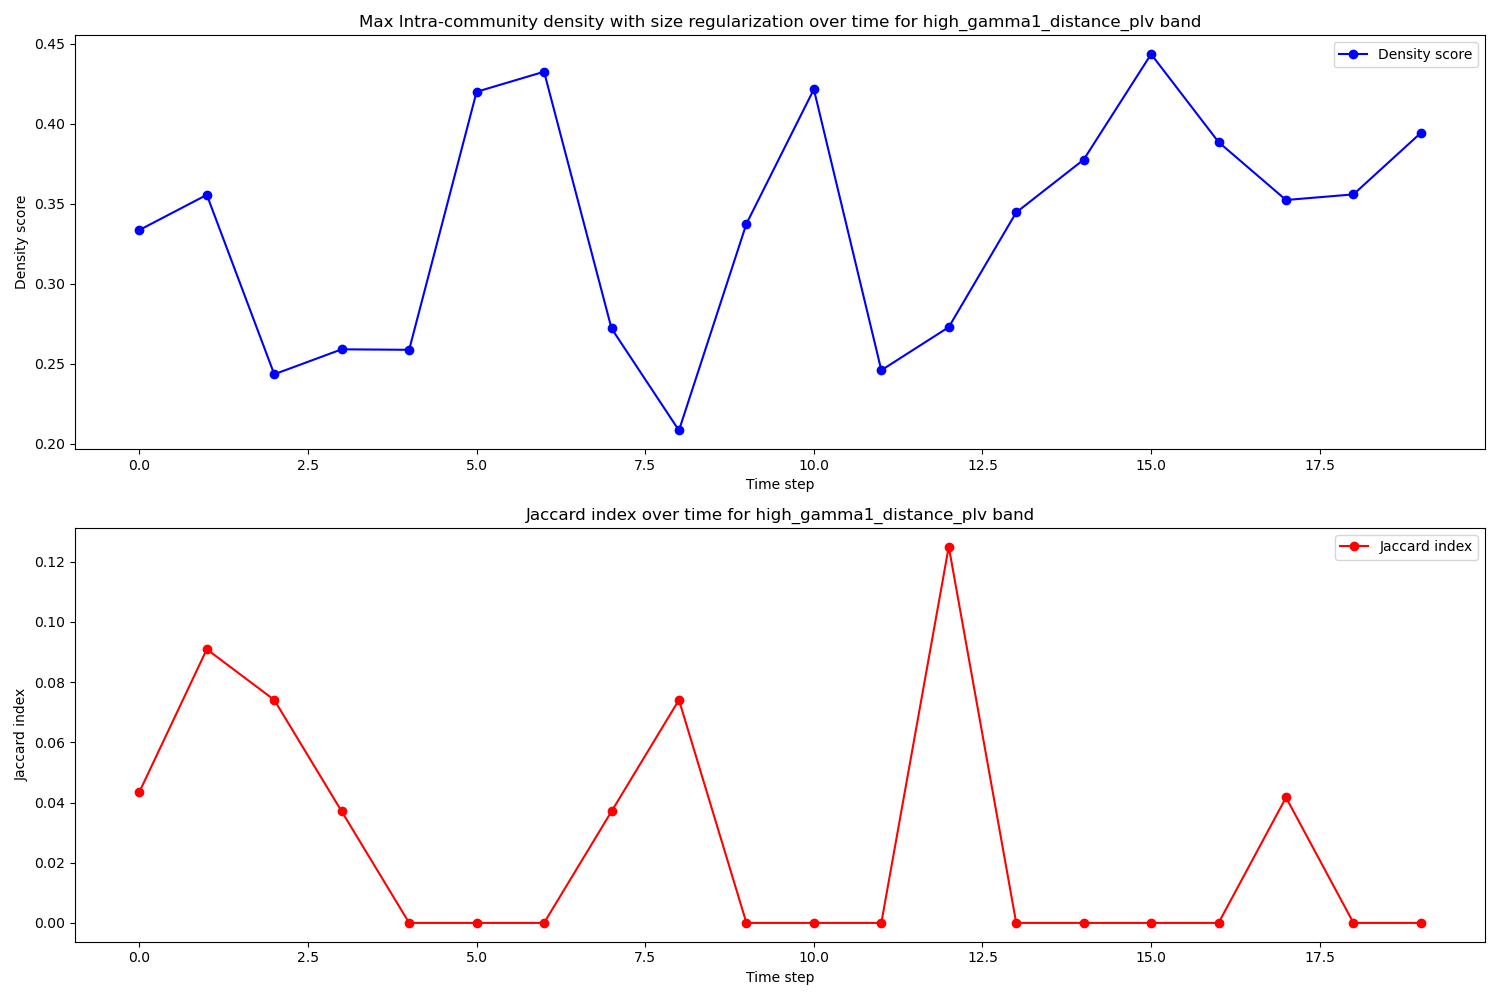 Max Intra-community density with size regularization over time for high_gamma1_distance_plv band
Density score
0.45
0.40
0.35
0.30
0.25
0.20
Density score
0.0 2.5 5.0 7.5 10.0 12.5 15.0 17.5
Time step
Jaccard index over time for high_gamma1_distance_plv band
Jaccard index
0.12
0.10
0.08
0.06
0.04
0.02
0.00
Jaccard index
0.0 2.5 5.0 7.5 10.0 12.5 15.0 17.5
Time step